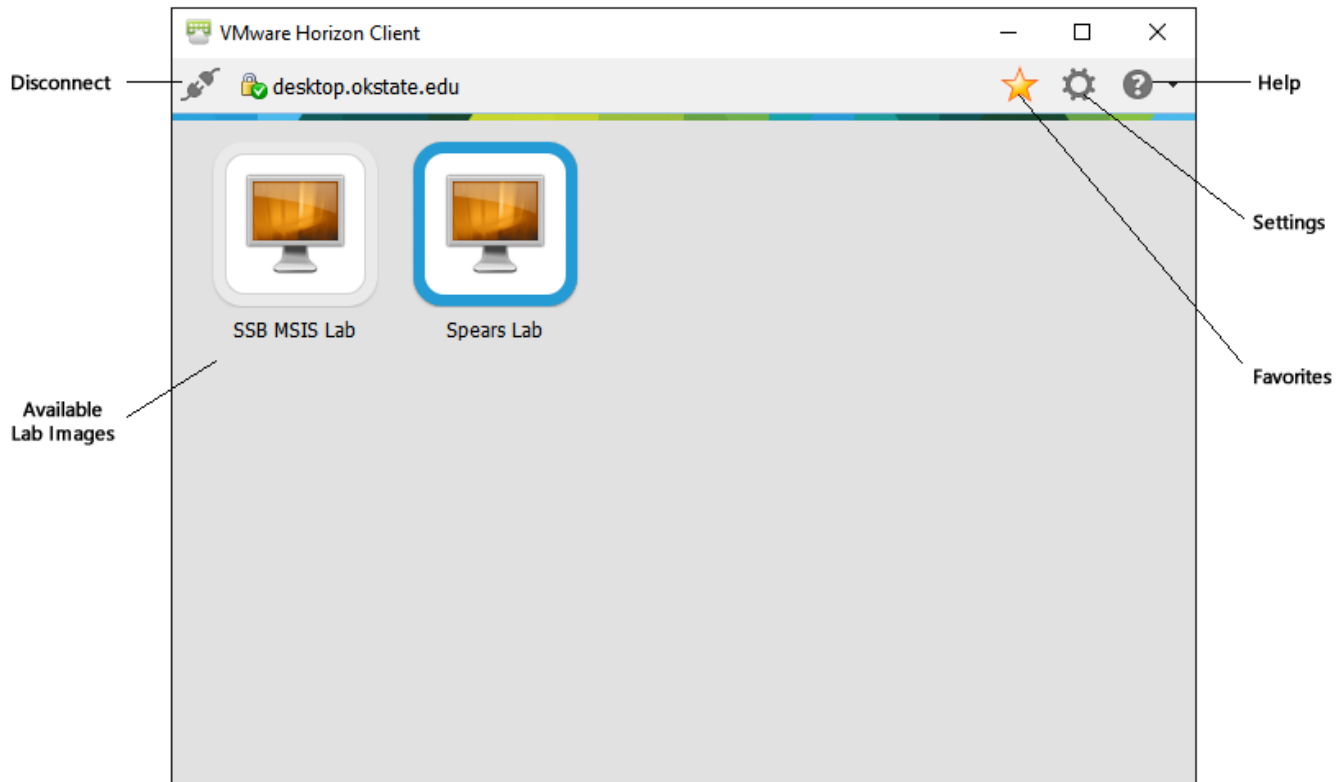 VMware Horizon Client
Disconnect
desktop.okstate.edu
Help
Settings
SSB MSIS Lab
Spears Lab
Favorites
Available
Lab Images